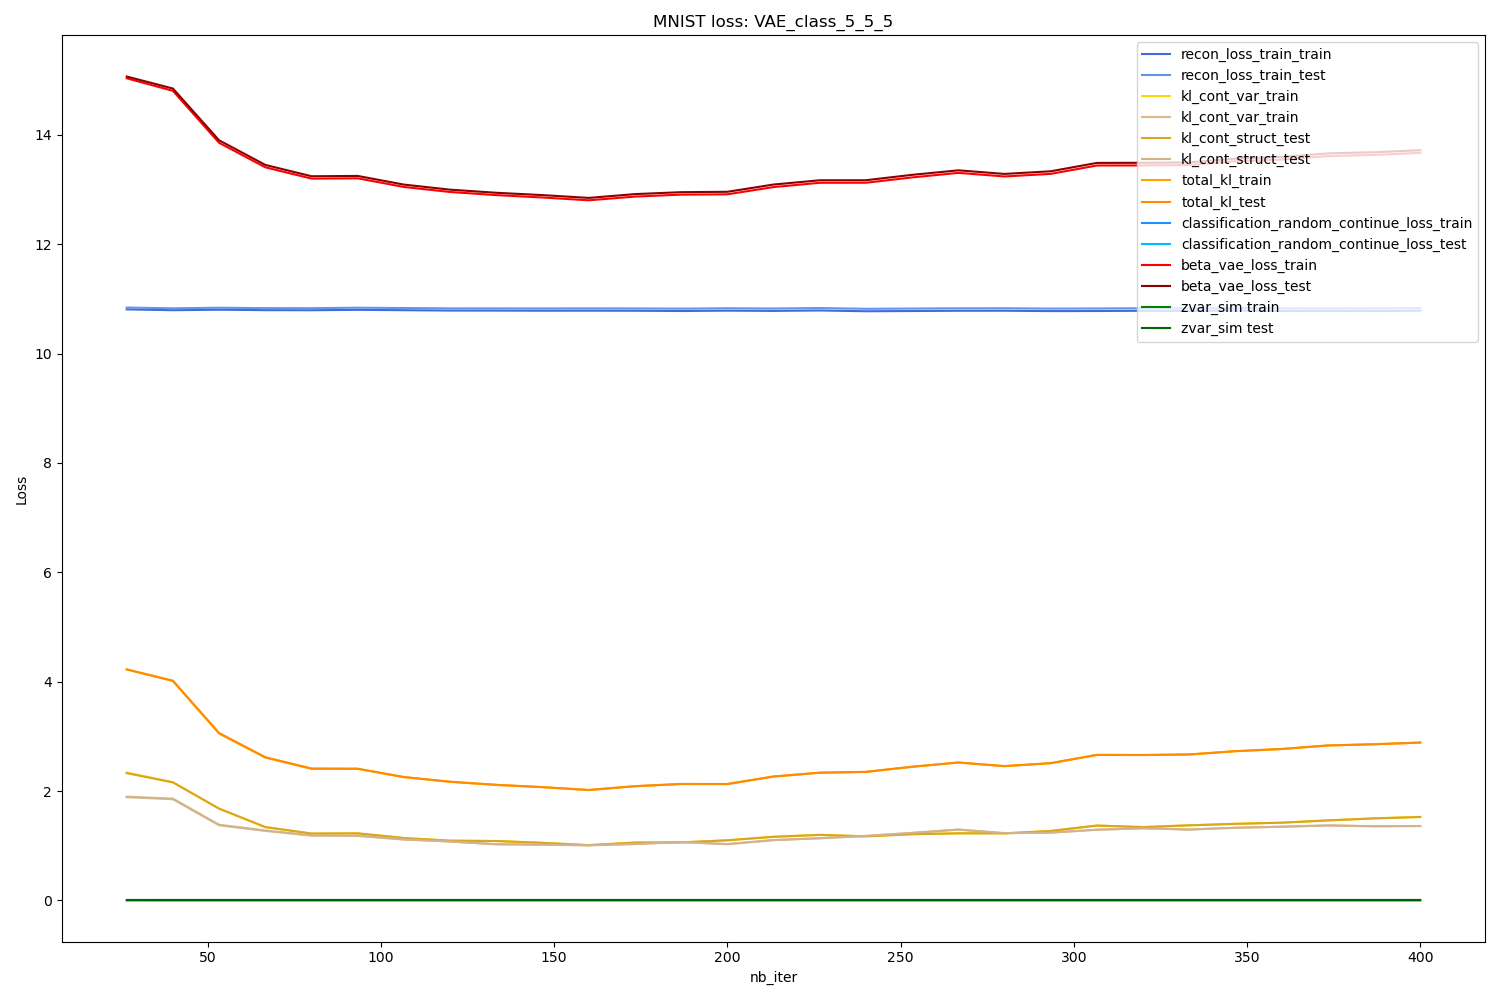 MNIST loss: VAE_class_5_5_5
recon_loss_train_train
recon_loss_train_test
kl_cont_var_train
kl_cont_var_train
kl_cont_struct_test
kl_cont_struct_test
total_kl_train
total_kl_test
classification_random_continue_loss_train
classification_random_continue_loss_test
beta_vae_loss_train
beta_vae_loss_test
zvar_sim train
zvar_sim test
14
12
10
8
6
4
2
0
Loss
50
100
150
200
250
300
350
400
nb_iter